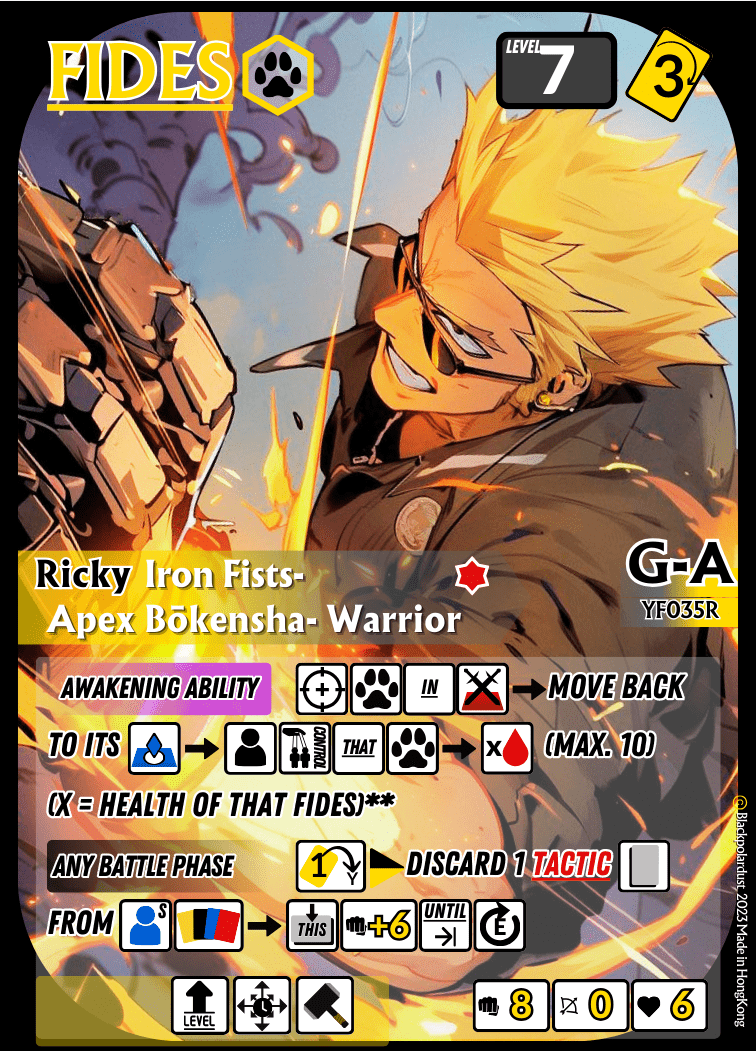 FIDES
LEVEL 7
3
Ricky Iron Fists-
Apex Bōkensha- Warrior
G-A
YF035R
AWAKENING ABILITY IN MOVE BACK
TO ITS CONTROL THAT X (MAX. 10)
(X = HEALTH OF THAT FIDES)**
ANY BATTLE PHASE 1 Y DISCARD 1 TACTIC
FROM S THIS +6 UNTIL E
LEVEL 8 0 6
© Blackpolardust 2023 Made in HongKong